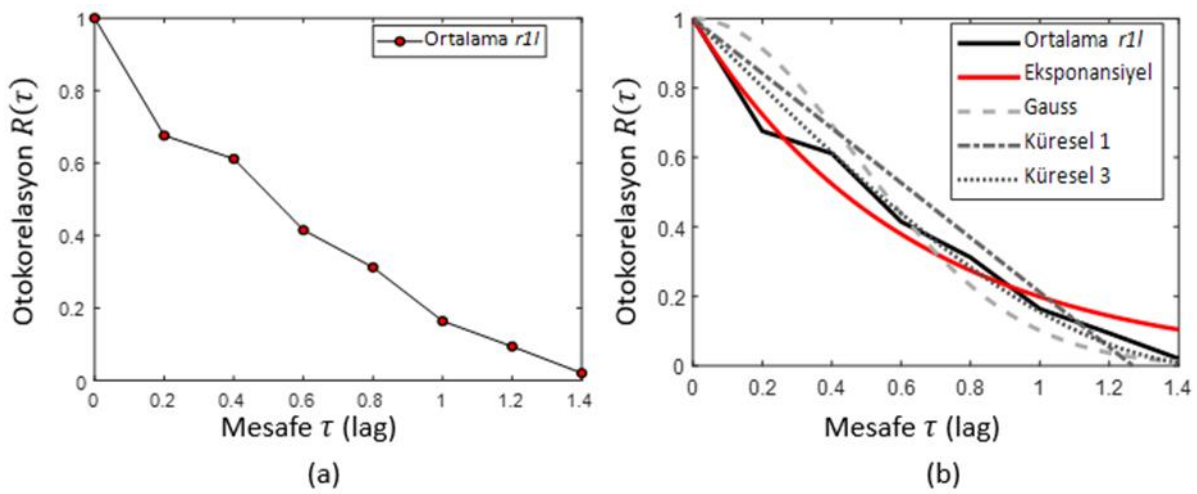 Otokorelasyon R(τ)
1
0.8
0.6
0.4
0.2
0
0 0.2 0.4 0.6 0.8 1 1.2 1.4
Mesafe τ (lag)
Ortalama r1l
(a)
Otokorelasyon R(τ)
1
0.8
0.6
0.4
0.2
0
0 0.2 0.4 0.6 0.8 1 1.2 1.4
Mesafe τ (lag)
Ortalama r1l
Eksponansiyel
Gauss
Küresel 1
Küresel 3
(b)